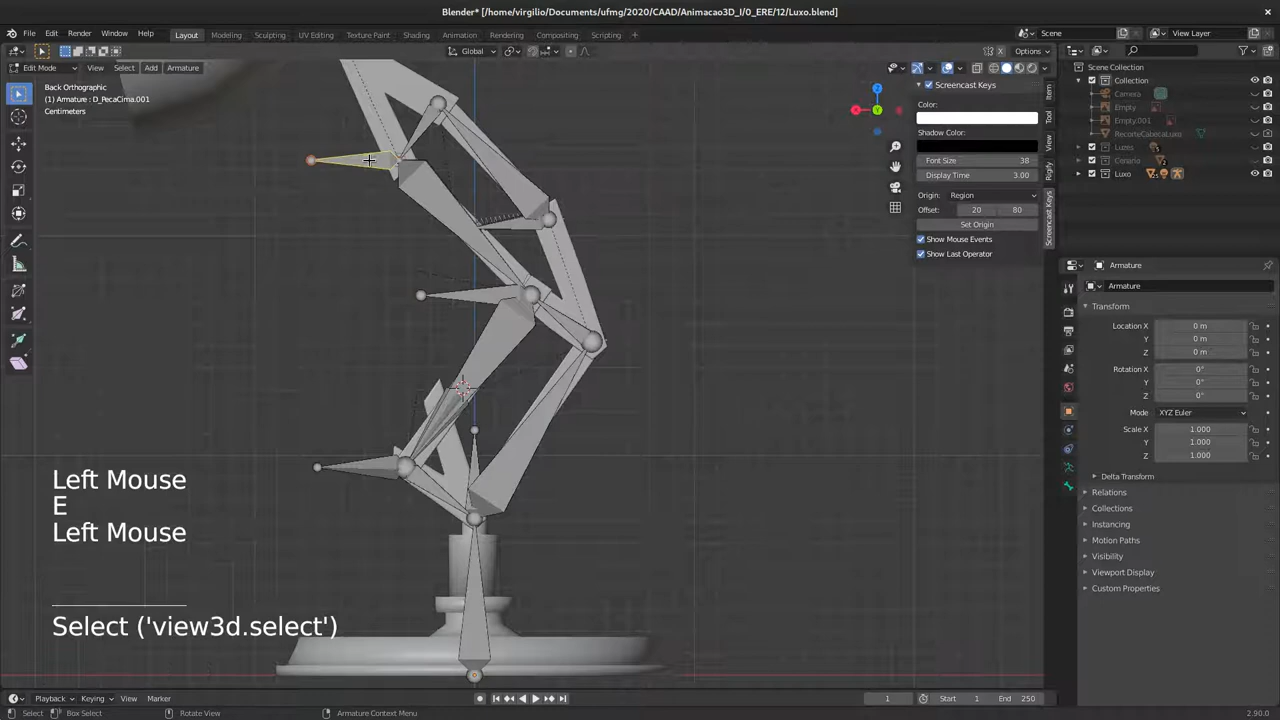 Blender* [/home/virgilio/Documents/ufmg/2020/CAAD/Animacao3D_I/0_ERE/12/Luxo.blend]
File Edit Render Window Help Layout Modeling Sculpting UV Editing Texture Paint Shading Animation Rendering Compositing Scripting Scene View Layer
Global Options
Edit Mode View Select Add Armature
Back Orthographic
(1) Armature : D_PecaCima.001
Centimeters
Screencast Keys
Color:
Shadow Color:
Font Size 38
Display Time 3.00
Origin: Region
Offset: 20 80
Set Origin
Show Mouse Events
Show Last Operator
Item
Tool
View
Rigify
Screencast Keys
Z
Y
Scene Collection
Collection
Camera
Empty
Empty.001
RecorteCabecaLuxo
Luzes
Cenario
Luxo
Armature
Armature
Transform
Location X 0 m
Y 0 m
Z 0 m
Rotation X 0°
Y 0°
Z 0°
Mode XYZ Euler
Scale X 1.000
Y 1.000
Z 1.000
Delta Transform
Relations
Collections
Instancing
Motion Paths
Visibility
Viewport Display
Custom Properties
Left Mouse
E
Left Mouse
Select ('view3d.select')
Playback Keying View Marker 1 Start 1 End 250
Select Box Select Rotate View Armature Context Menu 2.90.0